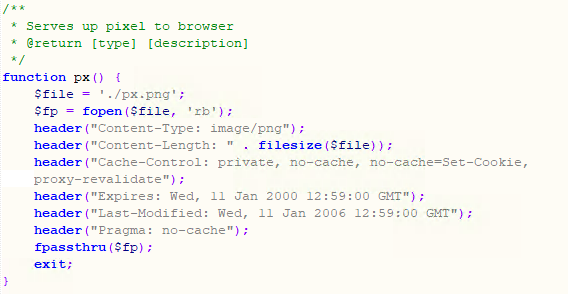 /**
 * Serves up pixel to browser
 * @return [type] [description]
 */
function px() {
    $file = './px.png';
    $fp = fopen($file, 'rb');
    header("Content-Type: image/png");
    header("Content-Length: " . filesize($file));
    header("Cache-Control: private, no-cache, no-cache=Set-Cookie,
    proxy-revalidate");
    header("Expires: Wed, 11 Jan 2000 12:59:00 GMT");
    header("Last-Modified: Wed, 11 Jan 2006 12:59:00 GMT");
    header("Pragma: no-cache");
    fpassthru($fp);
    exit;
}